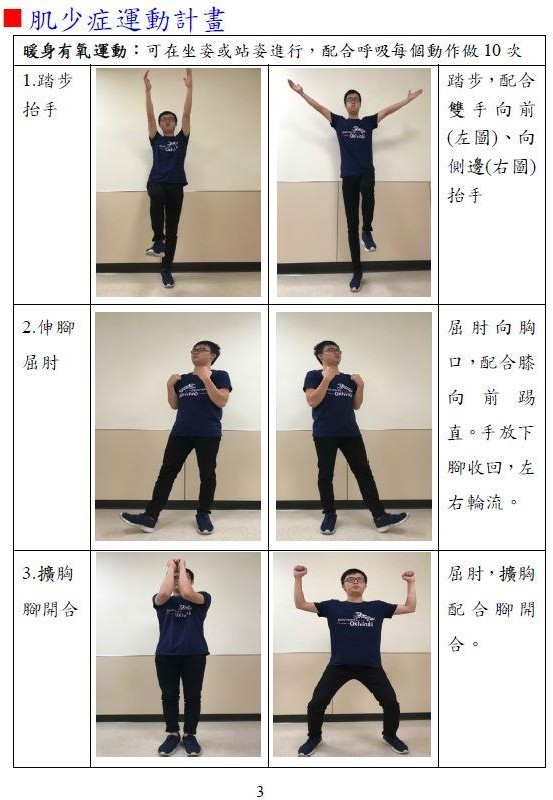 肌少症運動計畫
暖身有氧運動：可在坐姿或站姿進行，配合呼吸每個動作做 10 次
1.踏步
抬手
踏步，配合
雙手向前
(左圖)、向
側邊(右圖)
抬手
2.伸腳
屈肘
屈肘向胸
口，配合膝
向前踢
直。手放下
腳收回，左
右輪流。
3.擴胸
腳開合
屈肘，擴胸
配合腳開
合。
3